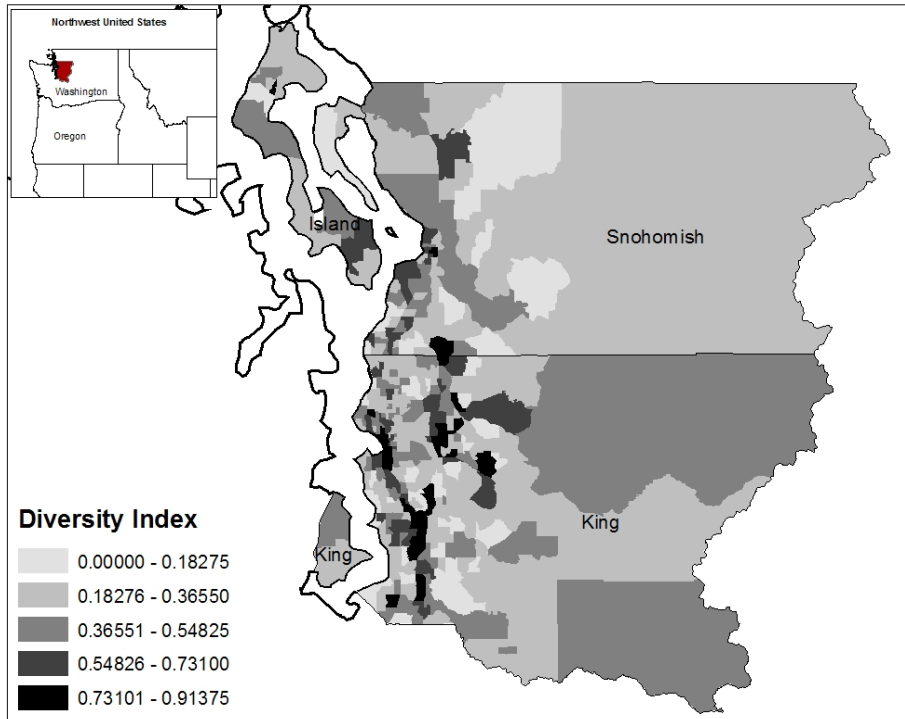 Northwest United States
Washington
Oregon
Island
Snohomish
King
King
Diversity Index
0.00000 - 0.18275
0.18276 - 0.36550
0.36551 - 0.54825
0.54826 - 0.73100
0.73101 - 0.91375